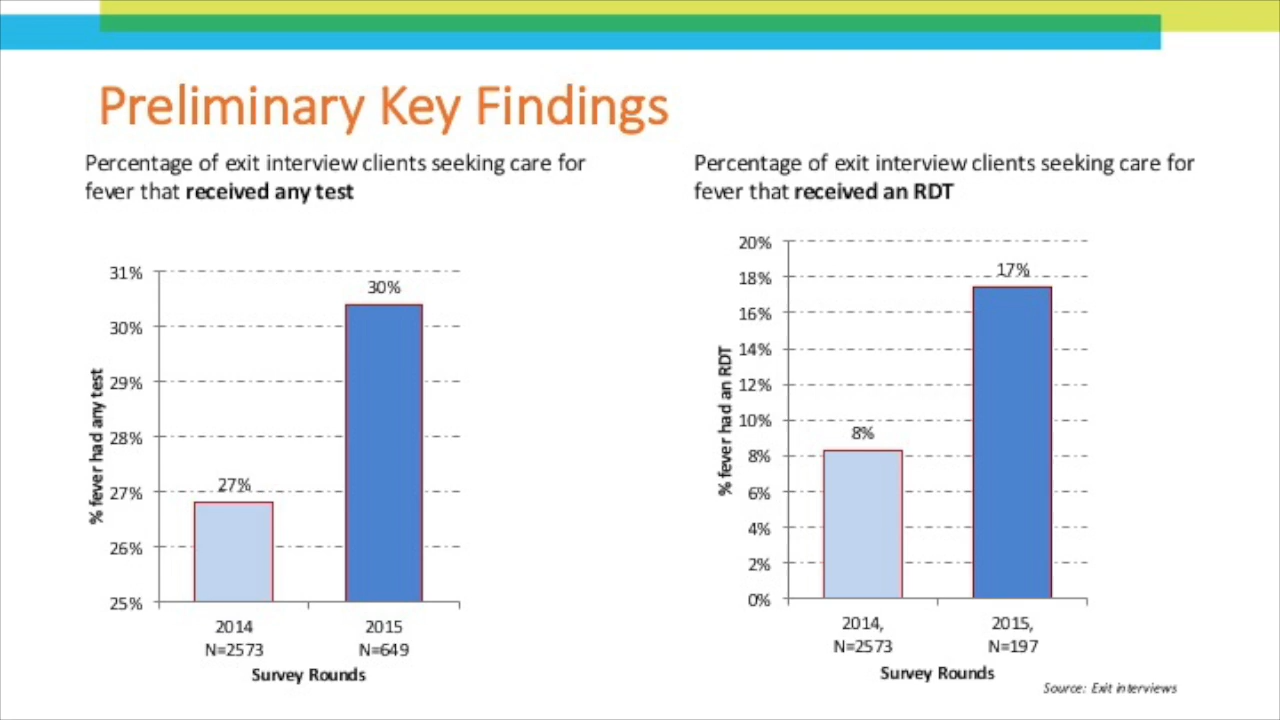 Preliminary Key Findings
Percentage of exit interview clients seeking care for
fever that received any test
31%
30%
29%
28%
27%
26%
25%
% fever had any test
27%
30%
2014
N=2573
2015
N=649
Survey Rounds
Percentage of exit interview clients seeking care for
fever that received an RDT
20%
18%
16%
14%
12%
10%
8%
6%
4%
2%
0%
% fever had an RDT
8%
17%
2014,
N=2573
2015,
N=197
Survey Rounds
Source: Exit interviews